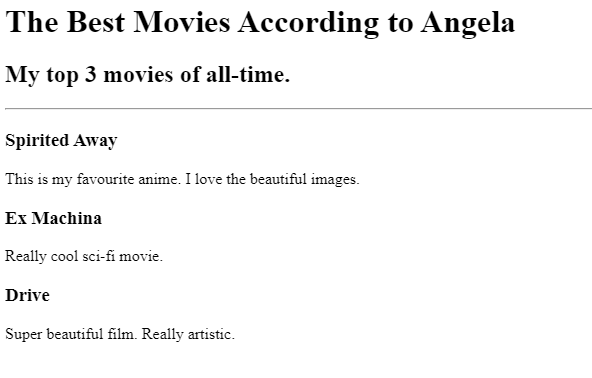 The Best Movies According to Angela
My top 3 movies of all-time.
Spirited Away
This is my favourite anime. I love the beautiful images.
Ex Machina
Really cool sci-fi movie.
Drive
Super beautiful film. Really artistic.